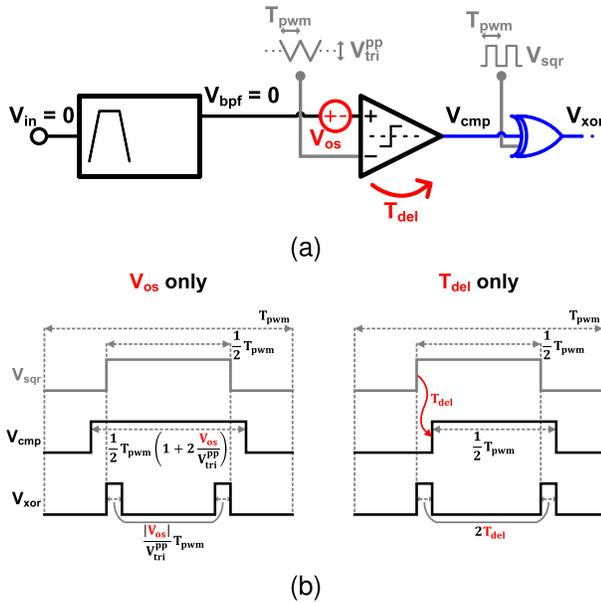 T_pwm
V_tri^pp
T_pwm
V_sqr
V_in = 0
V_bpf = 0
+-
V_os
+
−
V_cmp
V_xor
T_del
(a)
V_os only
T_del only
T_pwm
T_pwm
1/2 T_pwm
1/2 T_pwm
V_sqr
T_del
V_cmp
1/2 T_pwm (1 + 2 V_os/V_tri^pp)
1/2 T_pwm
V_xor
|V_os|/V_tri^pp T_pwm
2T_del
(b)